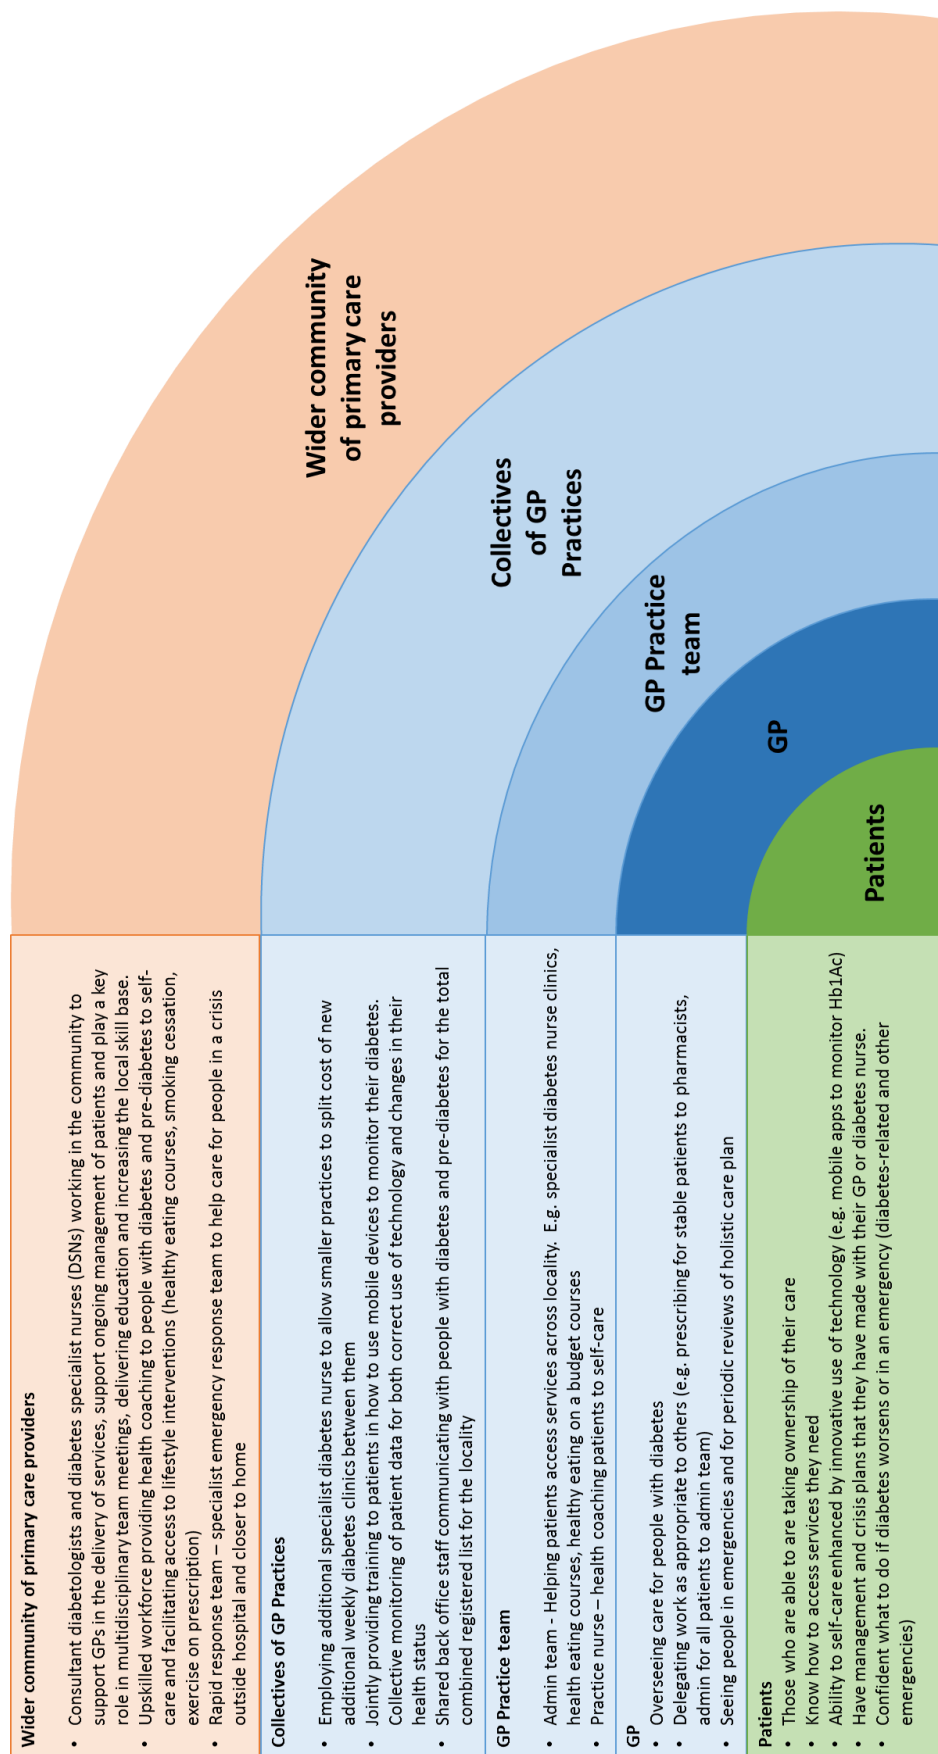 Wider community of primary care providers
• Consultant diabetologists and diabetes specialist nurses (DSNs) working in the community to
support GPs in the delivery of services, support ongoing management of patients and play a key
role in multidisciplinary team meetings, delivering education and increasing the local skill base.
• Upskilled workforce providing health coaching to people with diabetes and pre-diabetes to self-
care and facilitating access to lifestyle interventions (healthy eating courses, smoking cessation,
exercise on prescription)
• Rapid response team – specialist emergency response team to help care for people in a crisis
outside hospital and closer to home
Collectives of GP Practices
• Employing additional specialist diabetes nurse to allow smaller practices to split cost of new
additional weekly diabetes clinics between them
• Jointly providing training to patients in how to use mobile devices to monitor their diabetes.
Collective monitoring of patient data for both correct use of technology and changes in their
health status
• Shared back office staff communicating with people with diabetes and pre-diabetes for the total
combined registered list for the locality
GP Practice team
• Admin team - Helping patients access services across locality. E.g. specialist diabetes nurse clinics,
health eating courses, healthy eating on a budget courses
• Practice nurse – health coaching patients to self-care
GP
• Overseeing care for people with diabetes
• Delegating work as appropriate to others (e.g. prescribing for stable patients to pharmacists,
admin for all patients to admin team)
• Seeing people in emergencies and for periodic reviews of holistic care plan
Patients
• Those who are able to are taking ownership of their care
• Know how to access services they need
• Ability to self-care enhanced by innovative use of technology (e.g. mobile apps to monitor Hb1Ac)
• Have management and crisis plans that they have made with their GP or diabetes nurse.
• Confident what to do if diabetes worsens or in an emergency (diabetes-related and other
emergencies)
Wider community
of primary care
providers
Collectives
of GP
Practices
GP Practice
team
GP
Patients